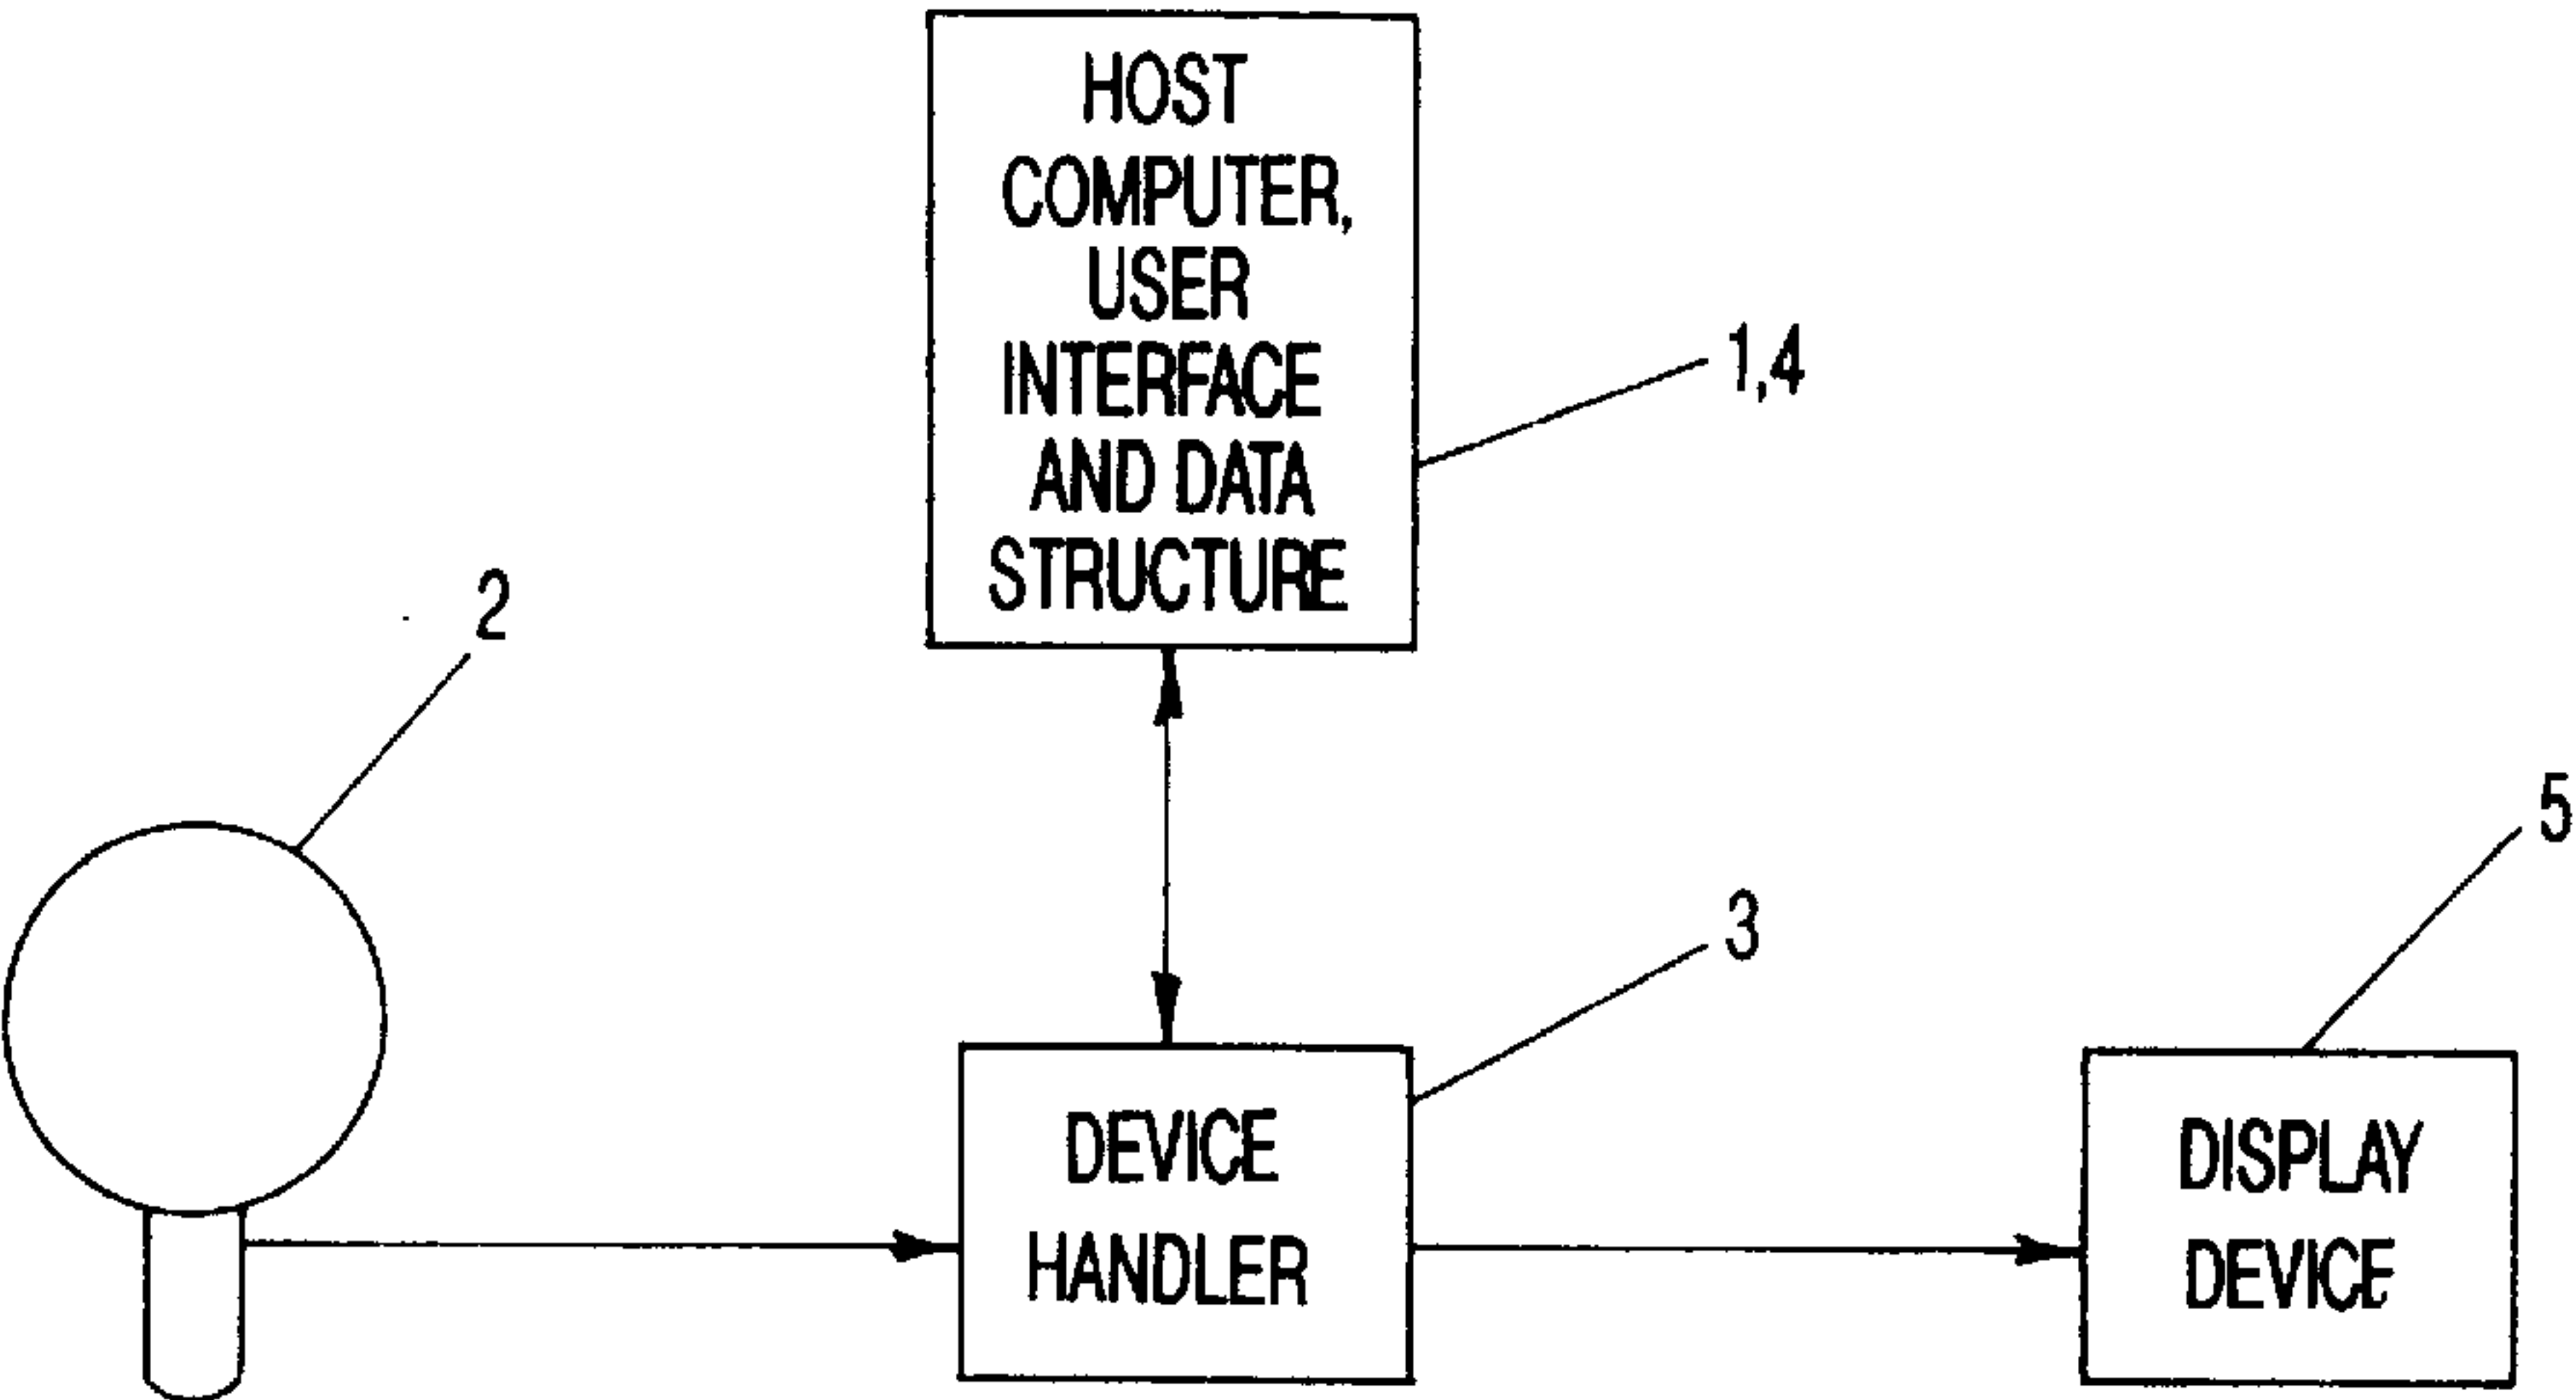 HOST
COMPUTER,
USER
INTERFACE
AND DATA
STRUCTURE
1,4
2
5
3
DEVICE
HANDLER
DISPLAY
DEVICE